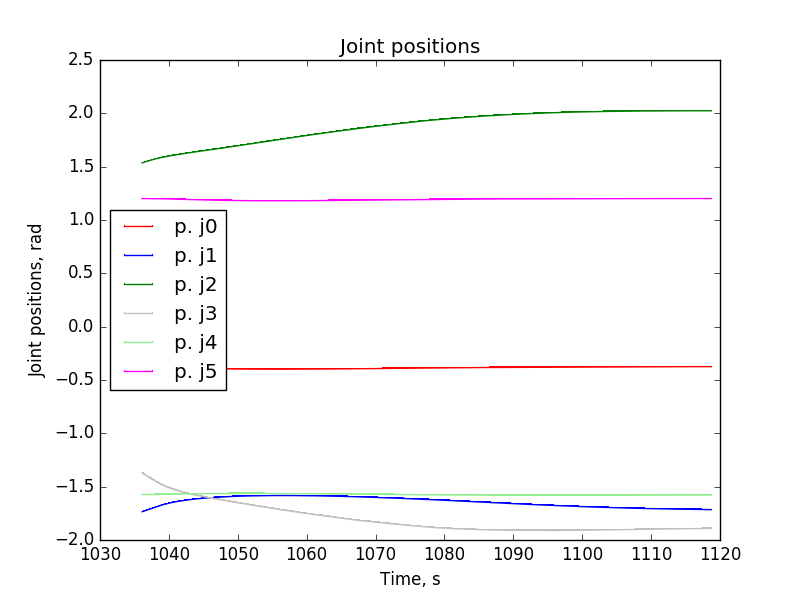 Joint positions
2.5
2.0
1.5
1.0
0.5
0.0
−0.5
−1.0
−1.5
−2.0
Joint positions, rad
p. j0
p. j1
p. j2
p. j3
p. j4
p. j5
1030 1040 1050 1060 1070 1080 1090 1100 1110 1120
Time, s